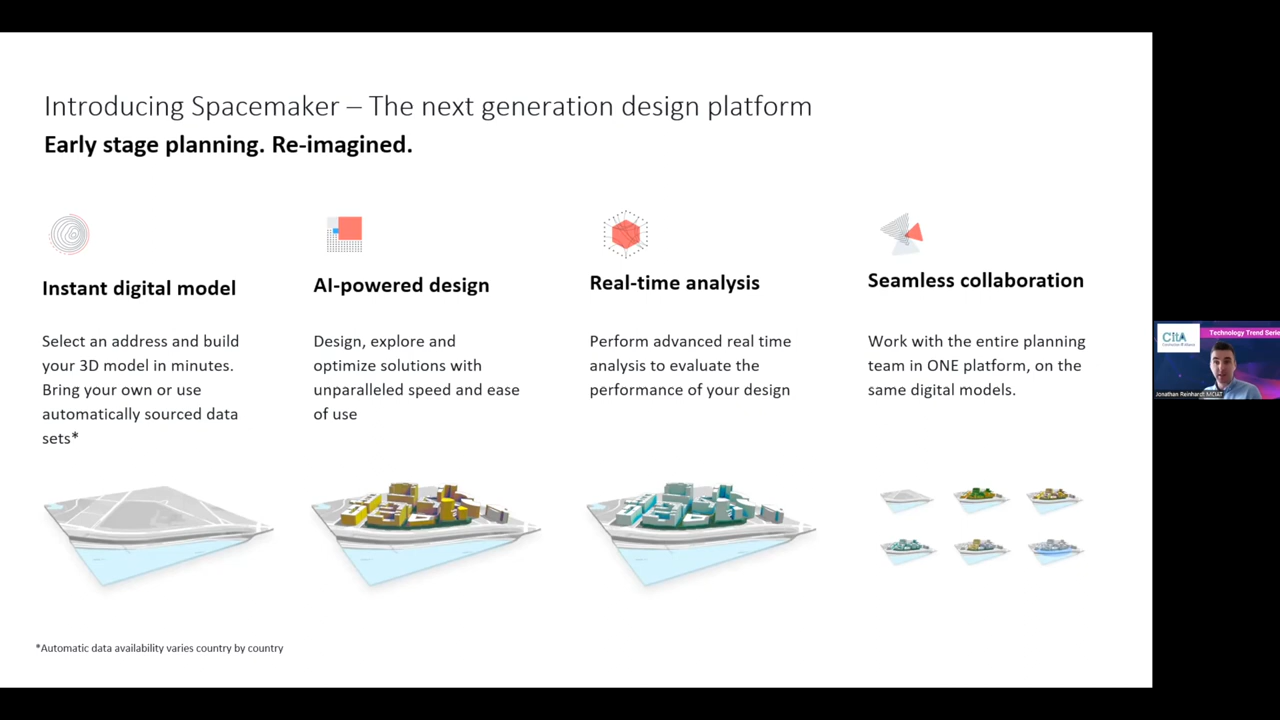 Introducing Spacemaker – The next generation design platform
Early stage planning. Re-imagined.
Instant digital model
Select an address and build
your 3D model in minutes.
Bring your own or use
automatically sourced data
sets*
AI-powered design
Design, explore and
optimize solutions with
unparalleled speed and ease
of use
Real-time analysis
Perform advanced real time
analysis to evaluate the
performance of your design
Seamless collaboration
Work with the entire planning
team in ONE platform, on the
same digital models.
*Automatic data availability varies country by country
CitA
Technology Trend Serie
Jonathan Reinhardt MCIAT